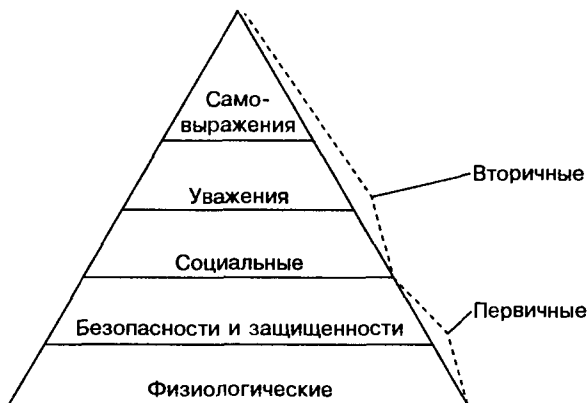 Само-
выражения
Вторичные
Уважения
Социальные
Первичные
Безопасности и защищенности
Физиологические